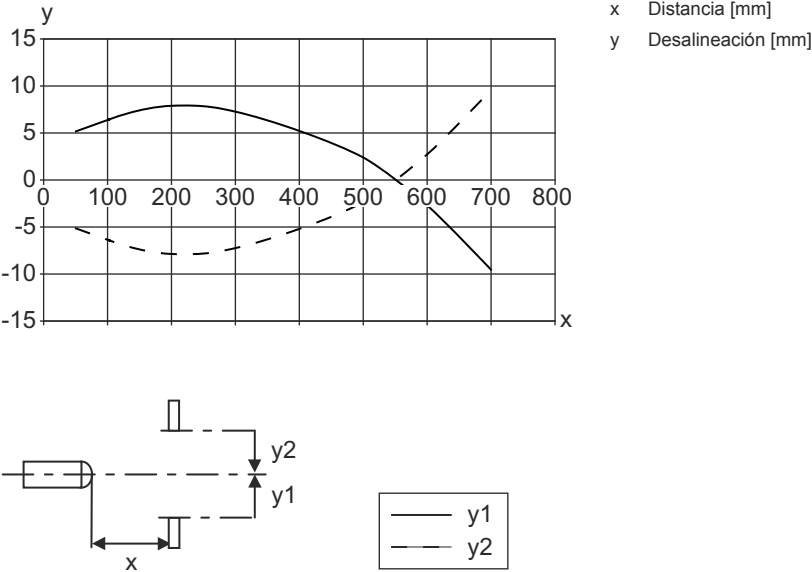 y
x Distancia [mm]
y Desalineación [mm]
15
10
5
0
0 100 200 300 400 500 600 700 800
-5
-10
-15
x
y2
y1
x
y1
y2